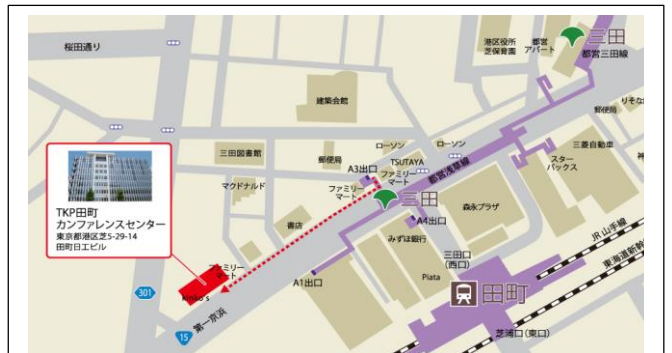 桜田通り
港区役所
芝保育園
都営
アパート
三田
都営三田線
建築会館
郵便局
りそな
三菱自動車
スター
バックス
三田図書館
郵便局
ローソン
ローソン
TSUTAYA
ファミリー
マート
A3出口
ファミリー
マート
都営浅草線
マクドナルド
三田
森永プラザ
A4出口
書店
みずほ銀行
三田口
(西口)
JR 山手線
東海道新幹
TKP田町
カンファレンスセンター
東京都港区芝5-29-14
田町日工ビル
ファミリー
マート
Kinko's
A1出口
Piata
田町
芝浦口(東口)
301
15
第一京浜